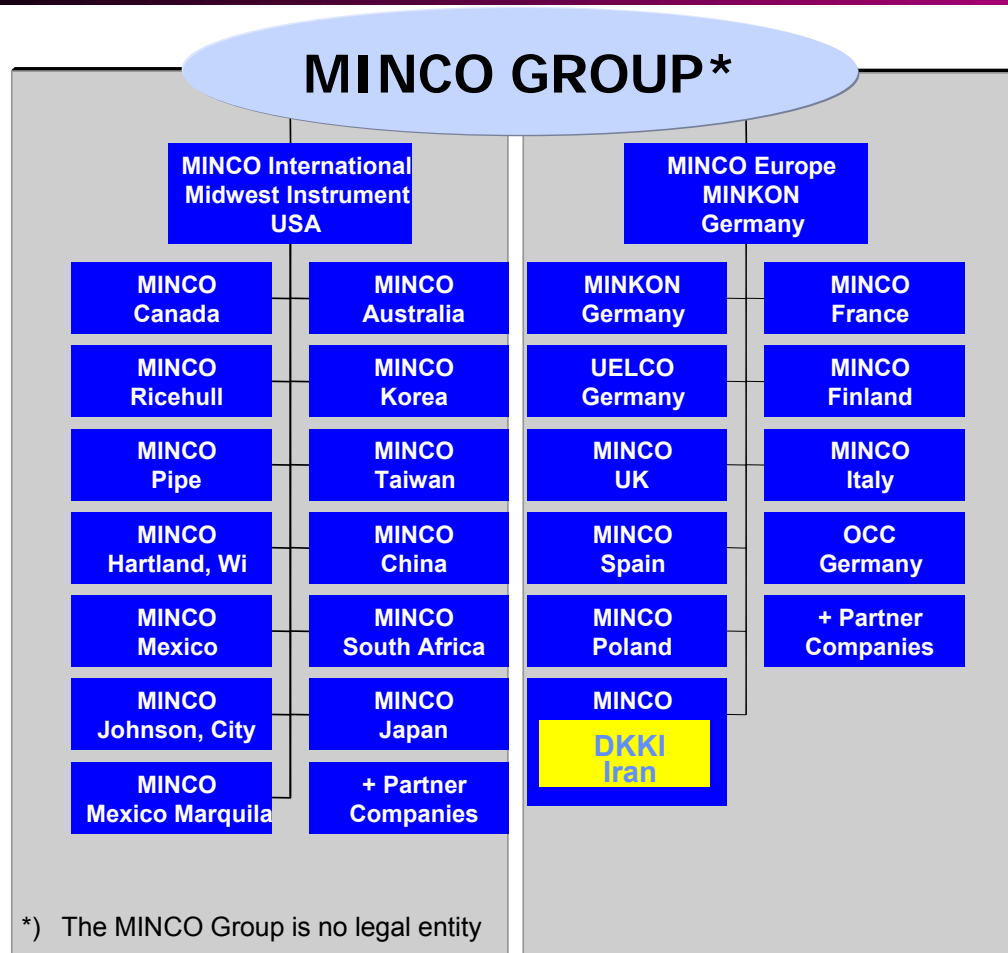 MINCO GROUP*
MINCO International
Midwest Instrument
USA
MINCO Europe
MINKON
Germany
MINCO
Canada
MINCO
Australia
MINCO
Ricehull
MINCO
Korea
MINCO
Pipe
MINCO
Taiwan
MINCO
Hartland, Wi
MINCO
China
MINCO
Mexico
MINCO
South Africa
MINCO
Johnson, City
MINCO
Japan
MINCO
Mexico Marquila
+ Partner
Companies
MINKON
Germany
MINCO
France
UELCO
Germany
MINCO
Finland
MINCO
UK
MINCO
Italy
MINCO
Spain
OCC
Germany
MINCO
Poland
+ Partner
Companies
MINCO
DKKI
Iran
*) The MINCO Group is no legal entity